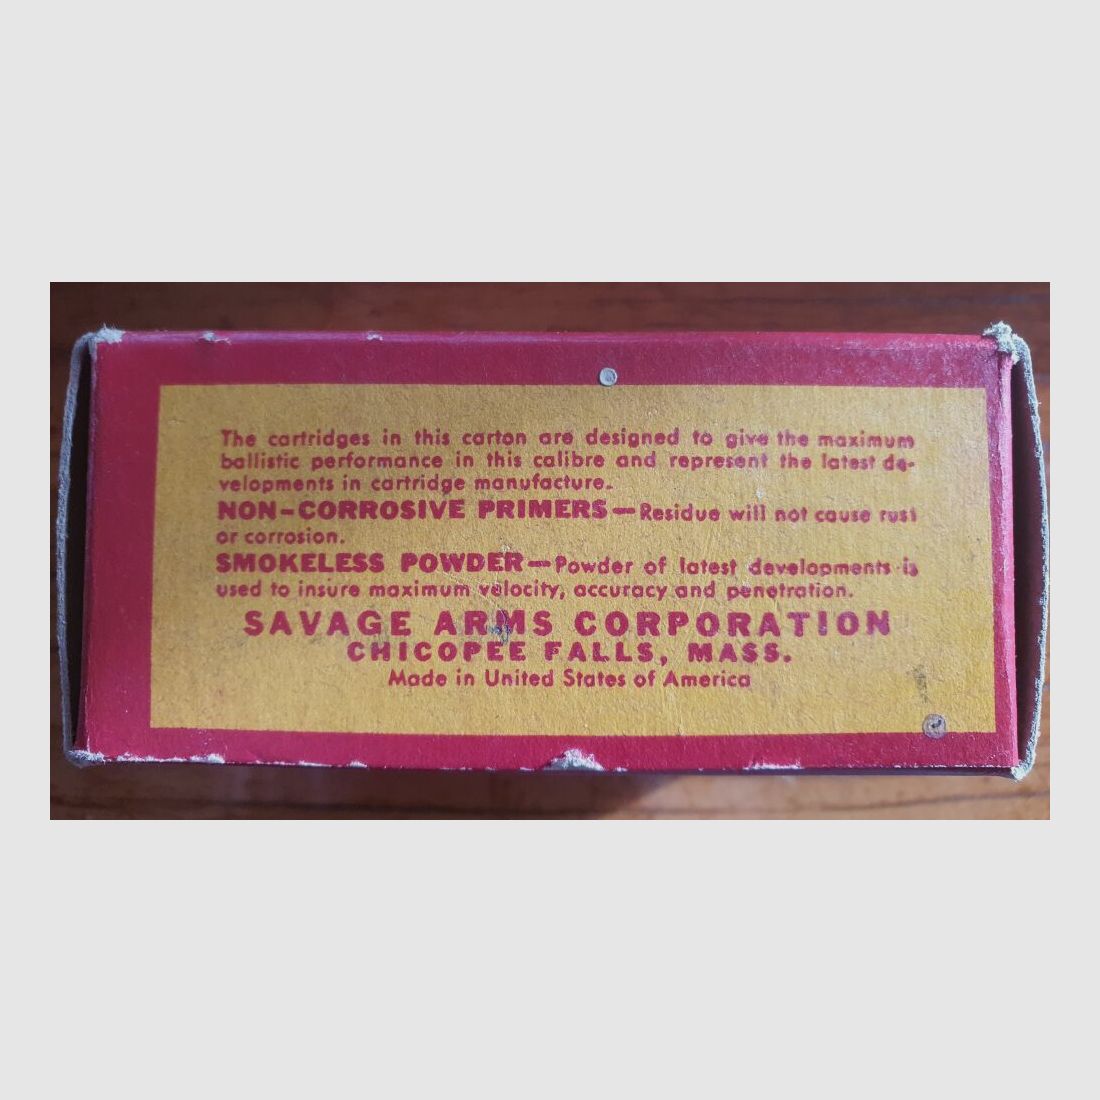 The cartridges in this carton are designed to give the maximum
ballistic performance in this calibre and represent the latest de-
velopments in cartridge manufacture.
NON-CORROSIVE PRIMERS—Residue will not cause rust
or corrosion.
SMOKELESS POWDER—Powder of latest developments is
used to insure maximum velocity, accuracy and penetration.
SAVAGE ARMS CORPORATION
CHICOPEE FALLS, MASS.
Made in United States of America